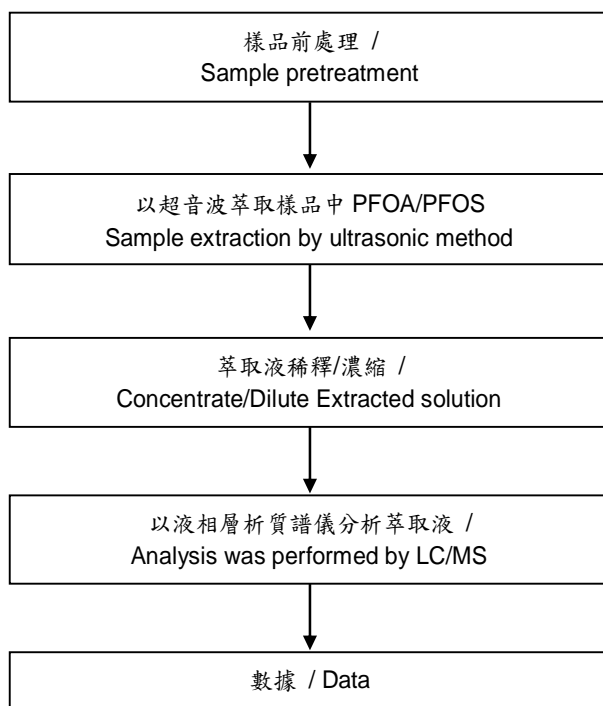 樣品前處理 /
Sample pretreatment
以超音波萃取樣品中 PFOA/PFOS
Sample extraction by ultrasonic method
萃取液稀釋/濃縮 /
Concentrate/Dilute Extracted solution
以液相層析質譜儀分析萃取液 /
Analysis was performed by LC/MS
數據 / Data